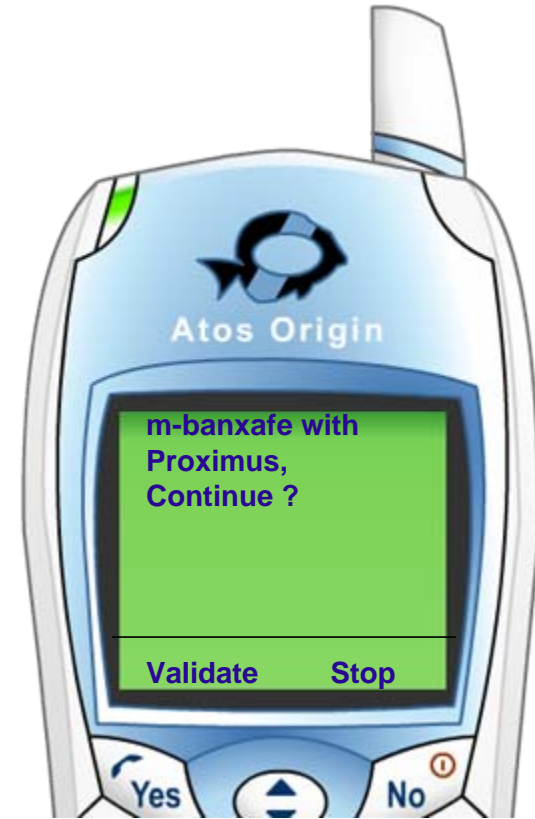 Atos Origin
m-banxafe with
Proximus,
Continue ?
Validate Stop
Yes No